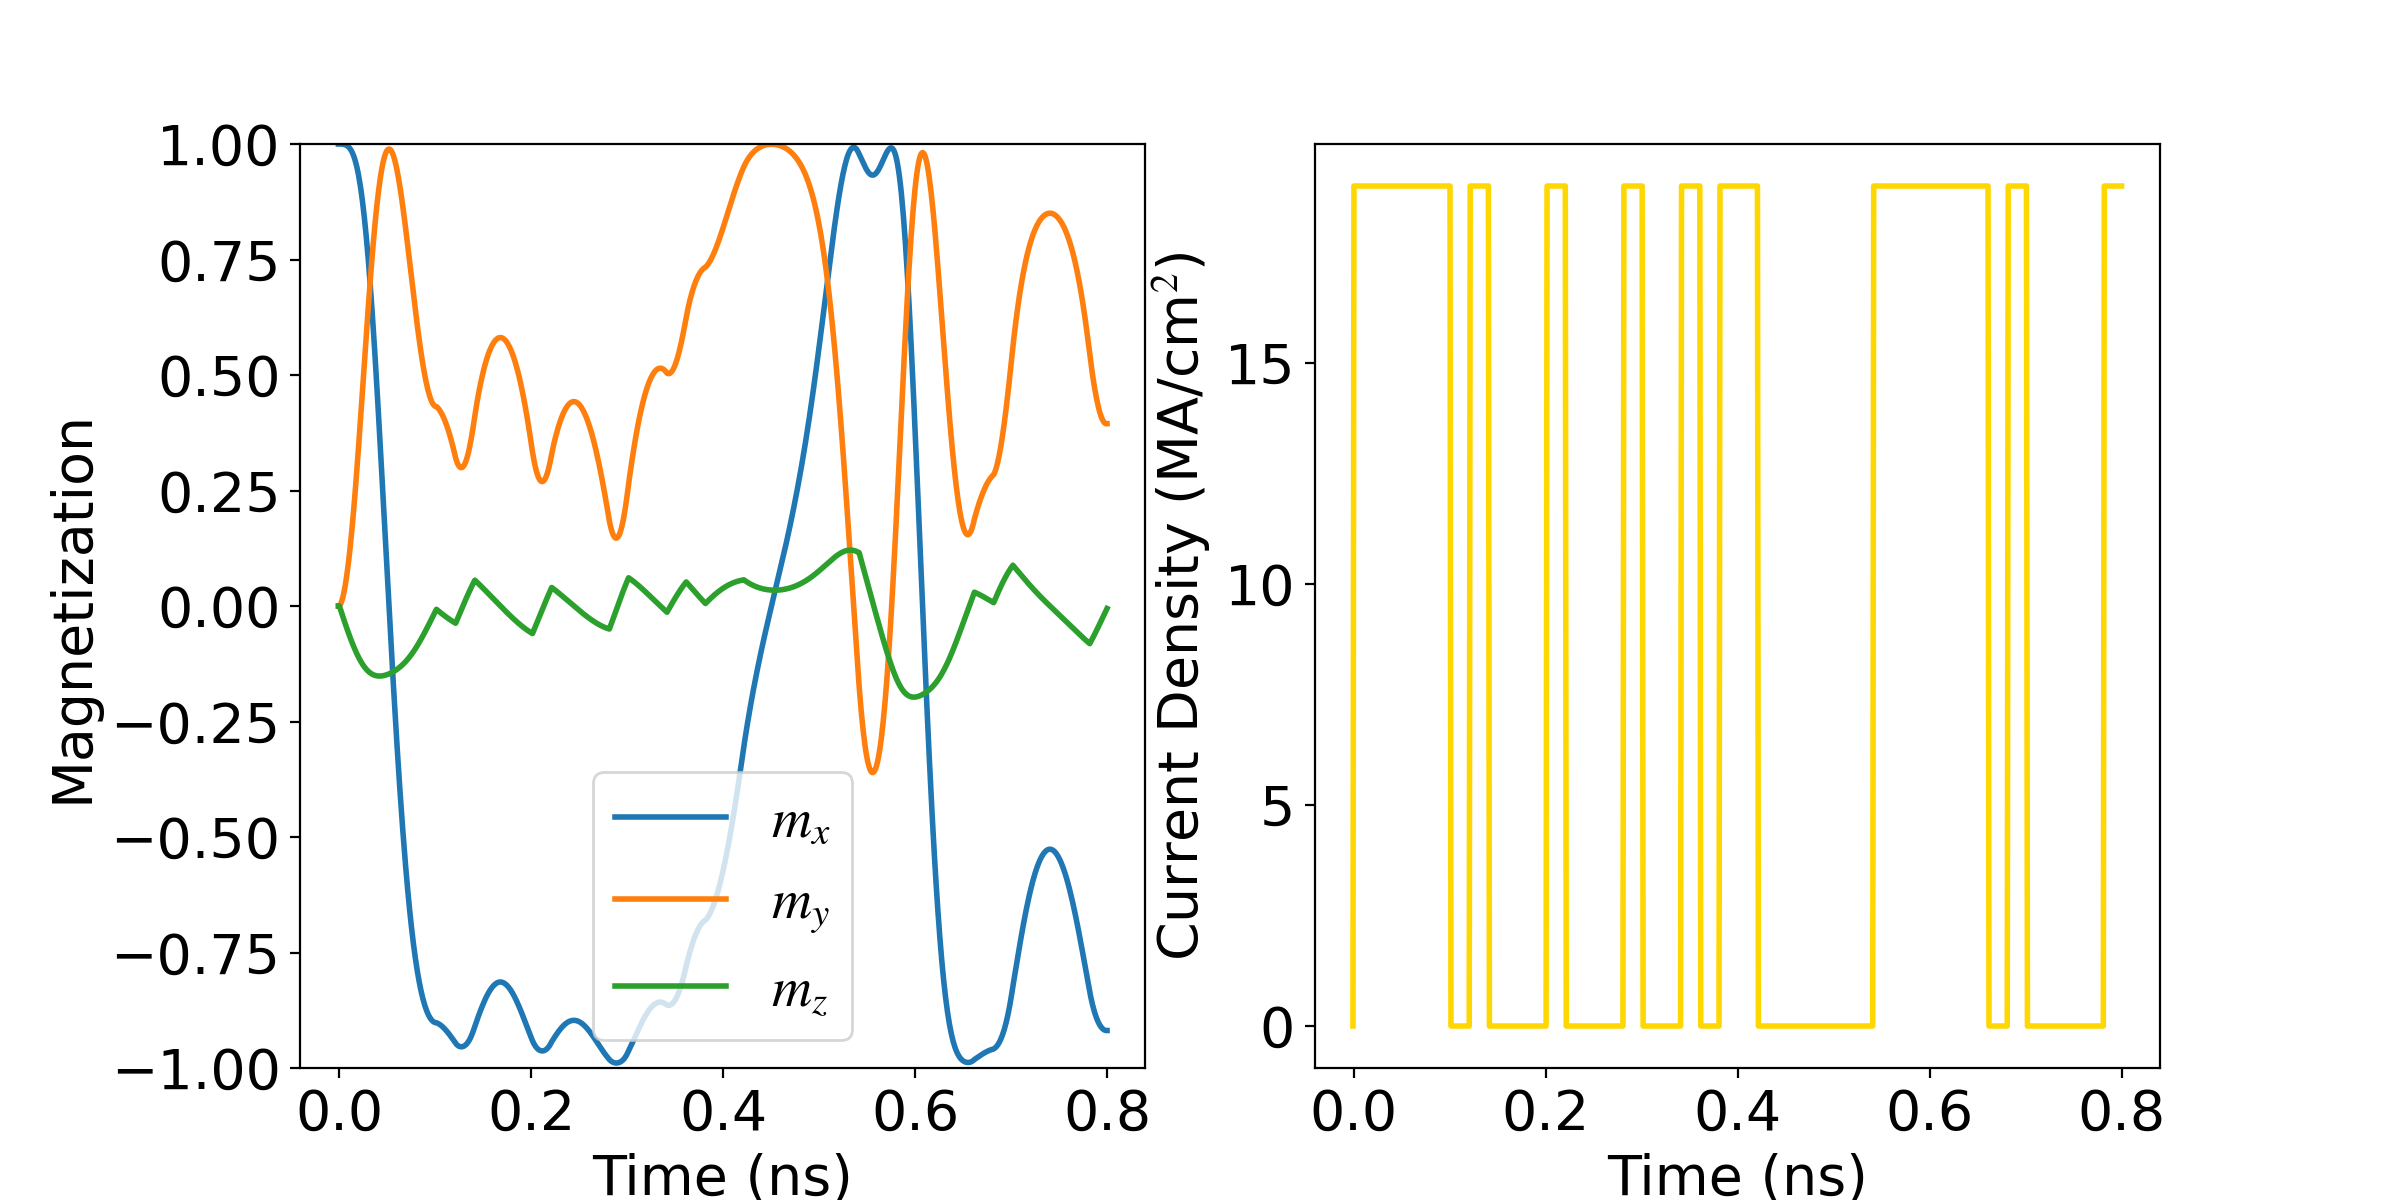 Magnetization
1.00
0.75
0.50
0.25
0.00
−0.25
−0.50
−0.75
−1.00
m_x
m_y
m_z
0.0 0.2 0.4 0.6 0.8
Time (ns)
Current Density (MA/cm²)
15
10
5
0
0.0 0.2 0.4 0.6 0.8
Time (ns)